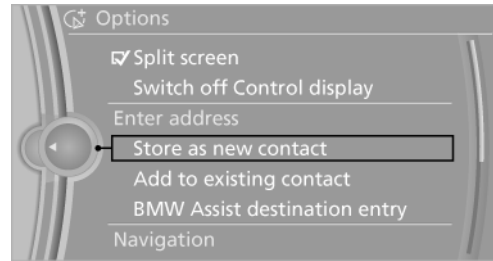 Options
Split screen
Switch off Control display
Enter address
Store as new contact
Add to existing contact
BMW Assist destination entry
Navigation